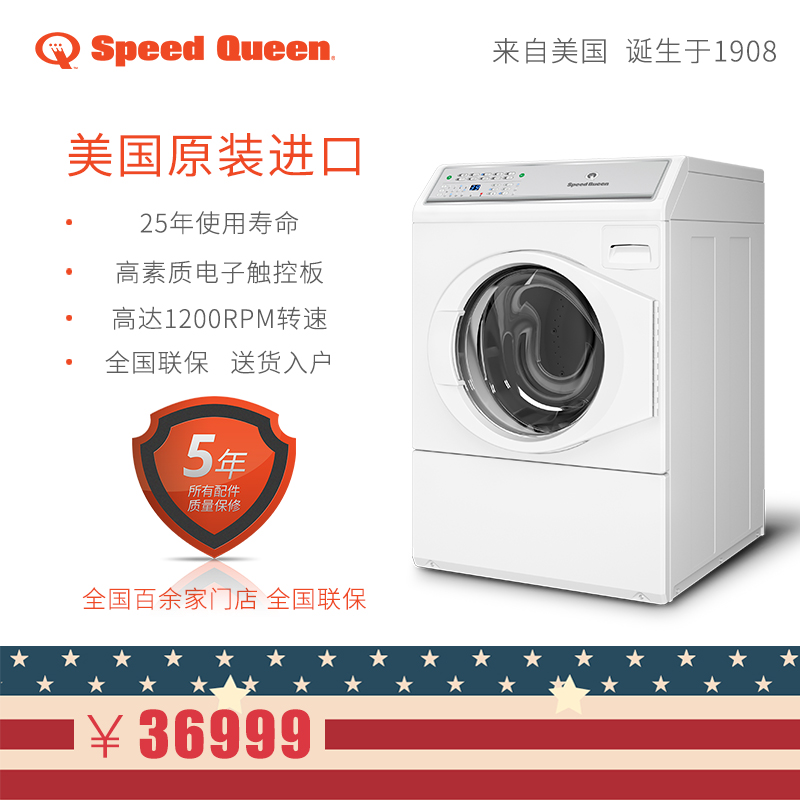 Speed Queen
来自美国 诞生于1908
美国原装进口
• 25年使用寿命
• 高素质电子触控板
• 高达1200RPM转速
• 全国联保 送货入户
Speed Queen
5年
所有配件
质量保修
全国百余家门店 全国联保
¥ 36999